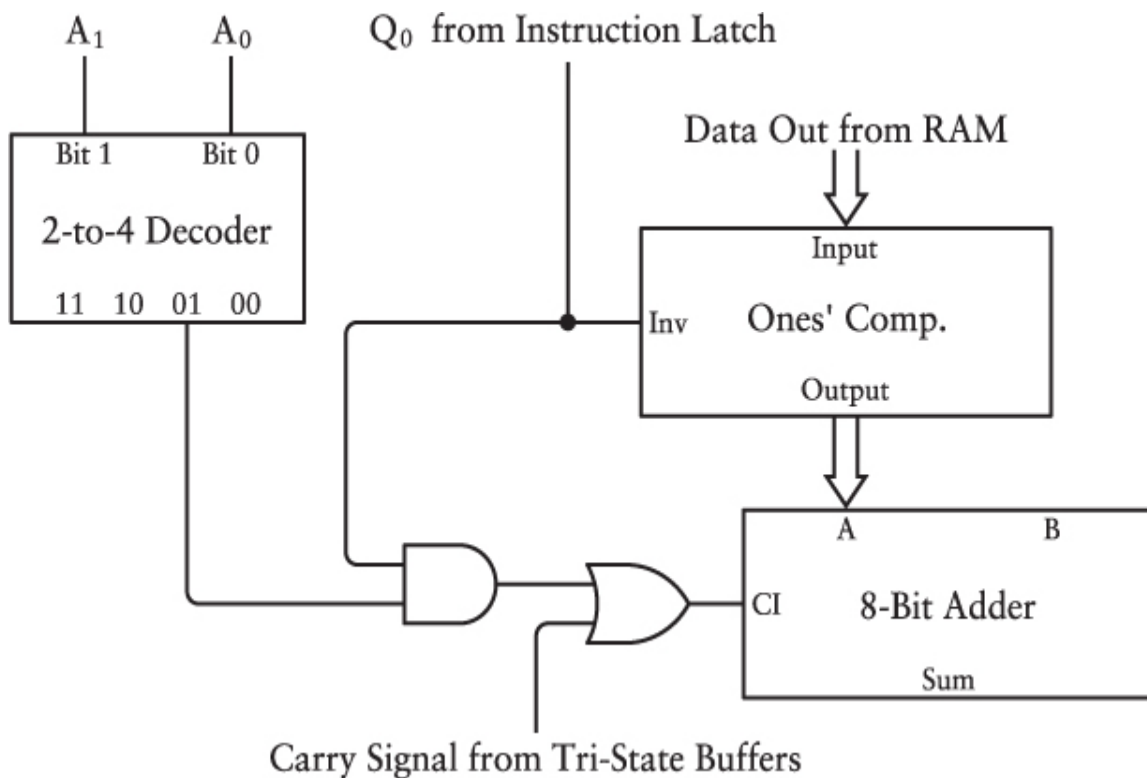 A₁ A₀ Q₀ from Instruction Latch
Data Out from RAM
Bit 1 Bit 0
2-to-4 Decoder
11 10 01 00
Input
Inv Ones' Comp.
Output
A B
CI 8-Bit Adder
Sum
Carry Signal from Tri-State Buffers